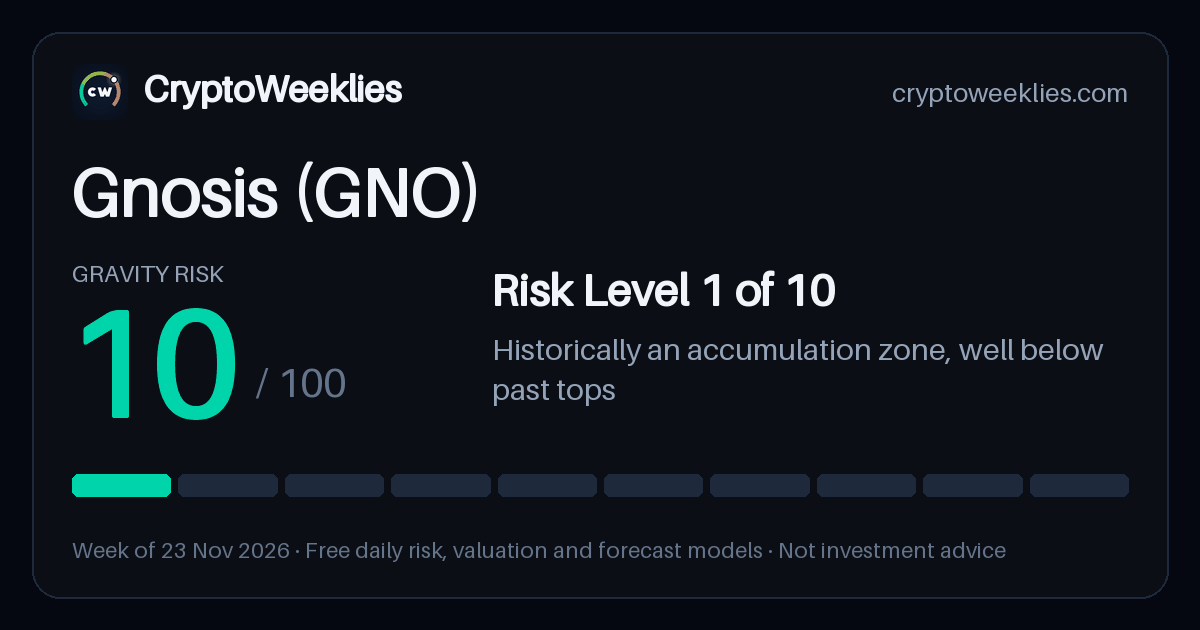 CW
CryptoWeeklies
cryptoweeklies.com
Gnosis (GNO)
GRAVITY RISK
10 / 100
Risk Level 1 of 10
Historically an accumulation zone, well below
past tops
Week of 23 Nov 2026 · Free daily risk, valuation and forecast models · Not investment advice